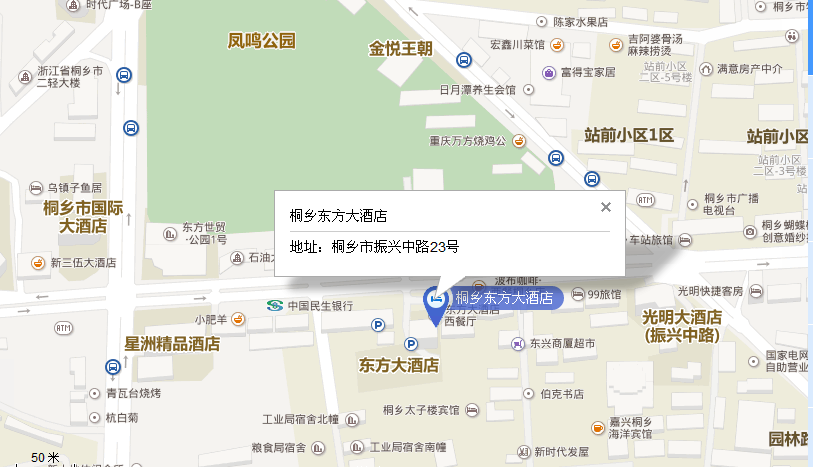 时代广场-B座
凤鸣公园
金悦王朝
陈家水果店
宏鑫川菜馆
吉阿婆骨汤
麻辣捞烫
富得宝家居
站前小区一
二区-5号楼
满意房产中介
浙江省桐乡市
二轻大楼
日月潭养生会馆
重庆万方烧鸡公
站前小区1区
站前小区
站前小区一
二区-3号楼
乌镇子鱼居
桐乡市国际
大酒店
东方世贸
·公园1号
新三伍大酒店
石油大
桐乡东方大酒店
地址：桐乡市振兴中路23号
ATM
桐乡市广播
电视台
车站旅馆
桐乡蝴蝶
创意婚纱
波布咖啡·
桐乡东方大酒店
99旅馆
光明快捷客房
中国民生银行
东方大酒店
西餐厅
小肥羊
ATM
星洲精品酒店
光明大酒店
(振兴中路)
东兴商厦超市
东方大酒店
国家电网
自助营业
青瓦台烧烤
杭白菊
伯克书店
桐乡太子楼宾馆
工业局宿舍北幢
嘉兴桐乡
海洋宾馆
园林路
粮食局宿舍
工业局宿舍南幢
新时代发屋
50 米